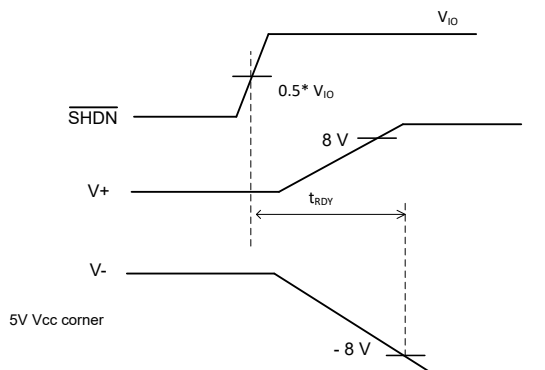 V_IO
0.5* V_IO
SHDN
8 V
V+
t_RDY
V-
5V Vcc corner
- 8 V